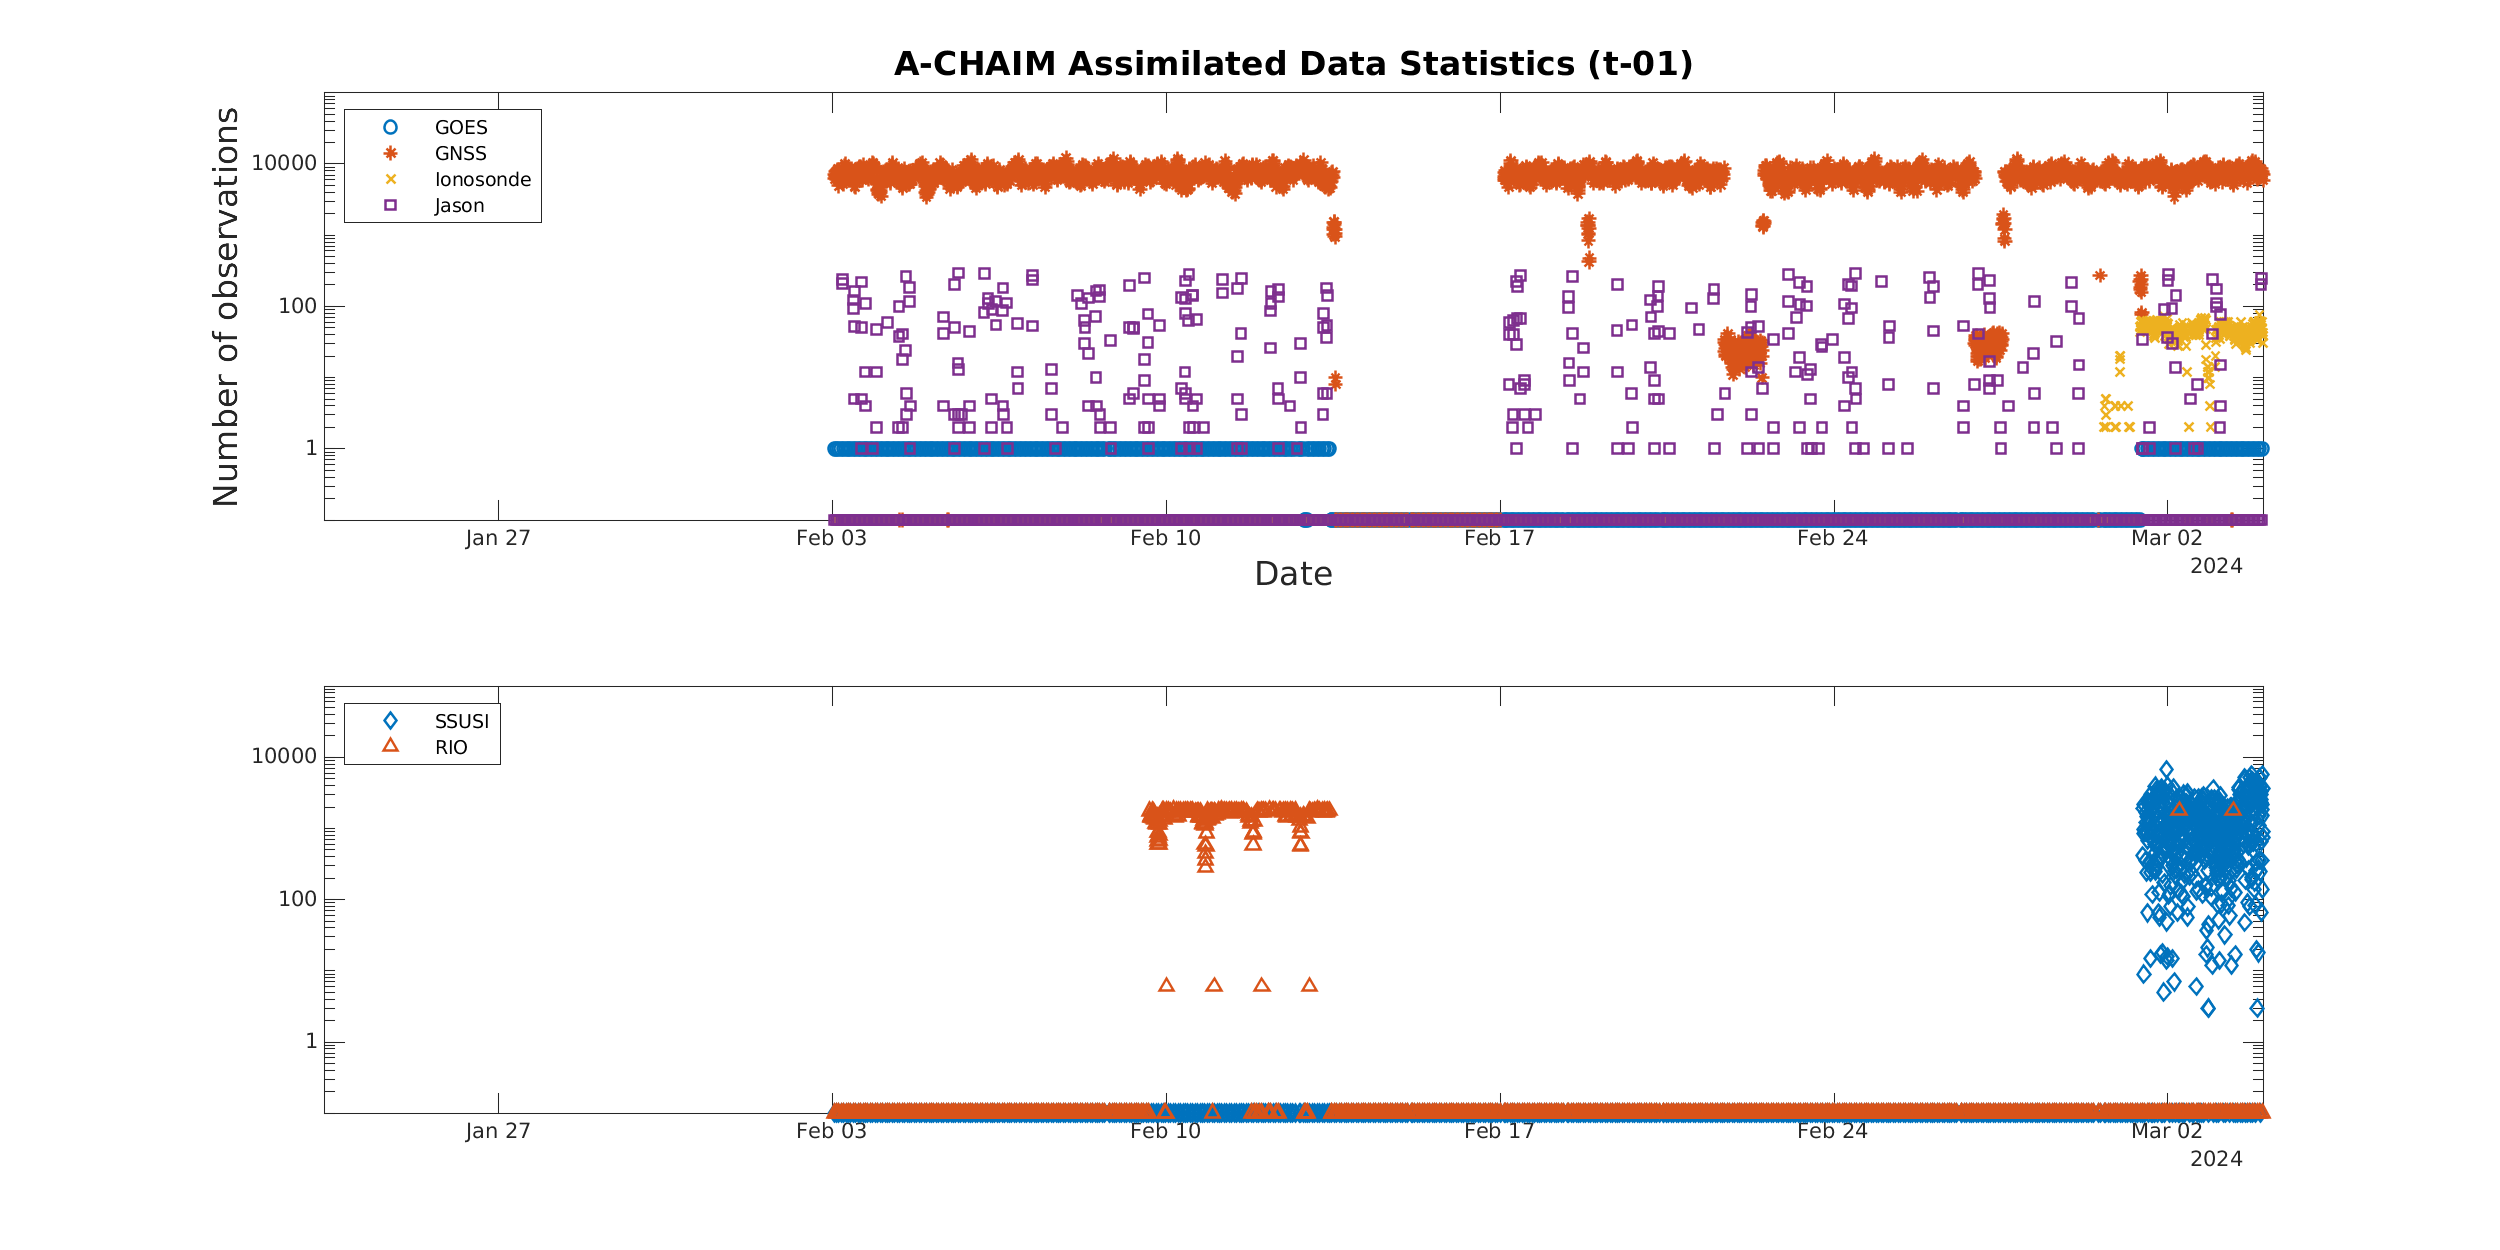 A-CHAIM Assimilated Data Statistics (t-01)
Number of observations
10000
100
1
GOES
GNSS
Ionosonde
Jason
Jan 27
Feb 03
Feb 10
Feb 17
Feb 24
Mar 02
2024
Date
10000
100
1
SSUSI
RIO
Jan 27
Feb 03
Feb 10
Feb 17
Feb 24
Mar 02
2024